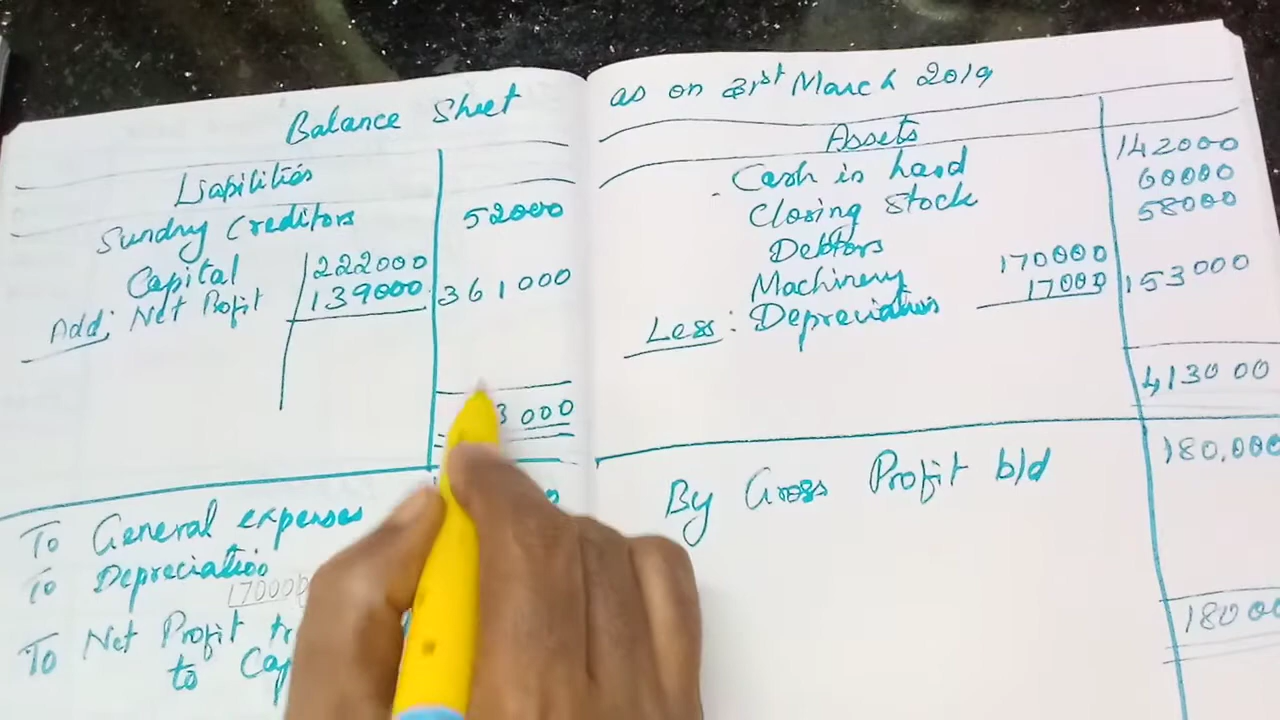 Balance Sheet as on 31st March 2019
Liabilities
Sundry Creditors 52000
Capital 222000
Add: Net Profit 139000 361000
3000
To General expenses
To Depreciation
17000
To Net Profit
to
Assets
Cash in hand 142000
Closing Stock 60000
Debtors 58000
Machinery 170000
Less: Depreciation 17000 153000
413000
By Gross Profit b/d 180,000